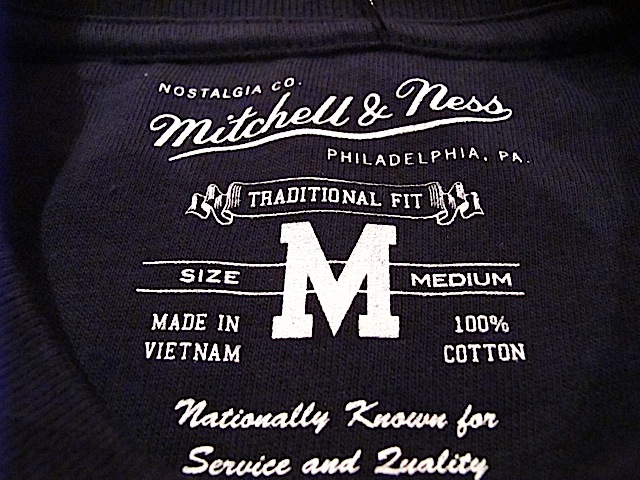 NOSTALGIA CO.
Mitchell & Ness
PHILADELPHIA, PA.
TRADITIONAL FIT
SIZE M MEDIUM
MADE IN
VIETNAM
100%
COTTON
Nationally Known for
Service and Quality